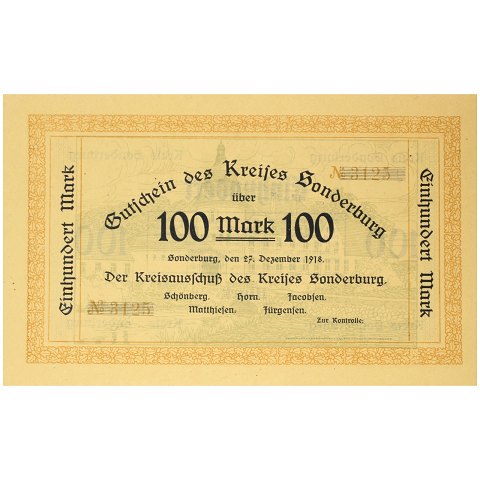 Gutschein des Kreises Sonderburg
№ 3125
über
100 Mark 100
Sonderburg, den 27. Dezember 1918.
Der Kreisausschuß des Kreises Sonderburg.
Schönberg. Horn. Jacobsen.
Matthiesen. Jürgensen.
№ 3125
Zur Kontrolle:
Einhundert Mark
Einhundert Mark